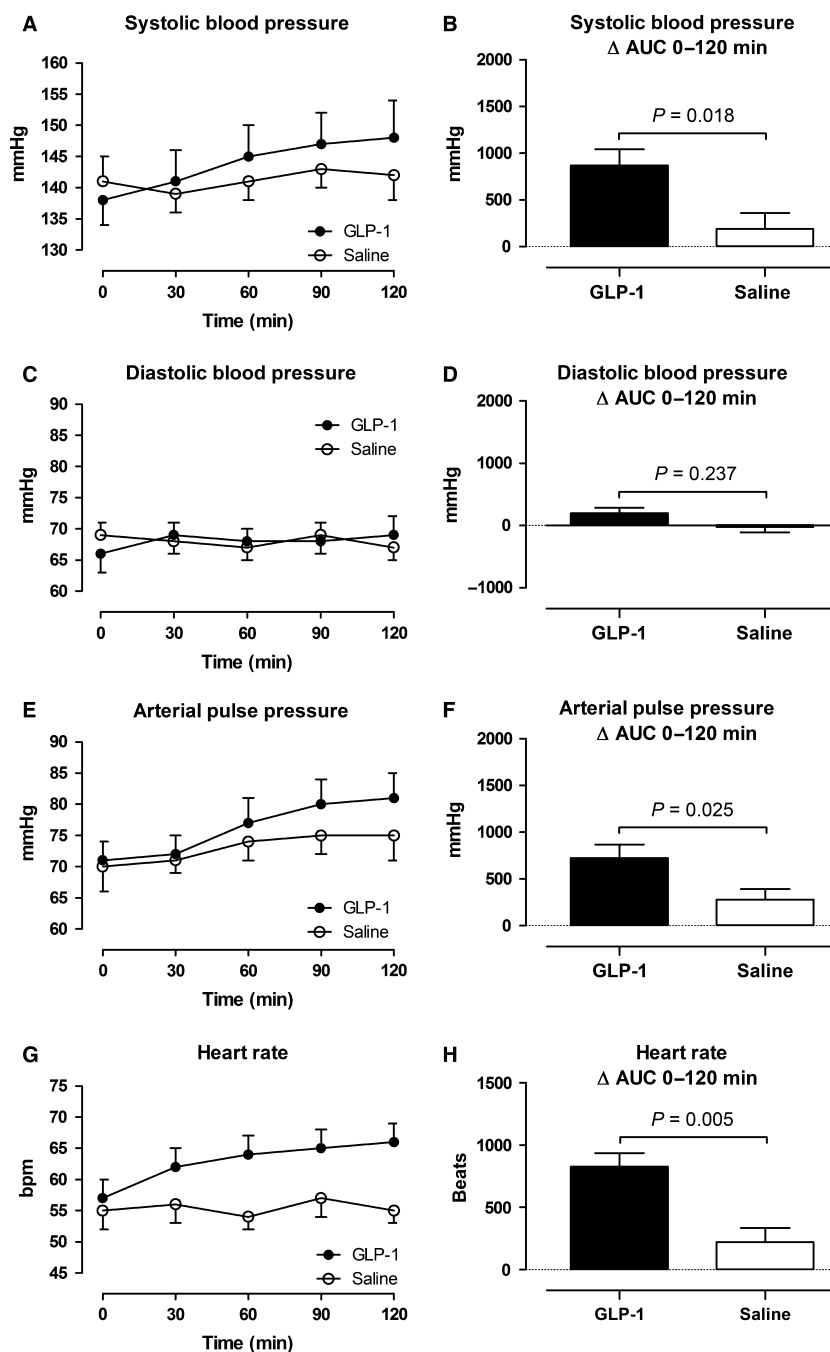 A Systolic blood pressure
160
155
150
145
140
135
130
mmHg
GLP-1
Saline
0 30 60 90 120
Time (min)
B Systolic blood pressure
Δ AUC 0–120 min
2000
1500
1000
500
0
mmHg
P = 0.018
GLP-1 Saline
C Diastolic blood pressure
90
85
80
75
70
65
60
mmHg
GLP-1
Saline
0 30 60 90 120
Time (min)
D Diastolic blood pressure
Δ AUC 0–120 min
2000
1000
0
–1000
mmHg
P = 0.237
GLP-1 Saline
E Arterial pulse pressure
90
85
80
75
70
65
60
mmHg
GLP-1
Saline
0 30 60 90 120
Time (min)
F Arterial pulse pressure
Δ AUC 0–120 min
2000
1500
1000
500
0
mmHg
P = 0.025
GLP-1 Saline
G Heart rate
75
70
65
60
55
50
45
bpm
GLP-1
Saline
0 30 60 90 120
Time (min)
H Heart rate
Δ AUC 0–120 min
1500
1000
500
0
Beats
P = 0.005
GLP-1 Saline